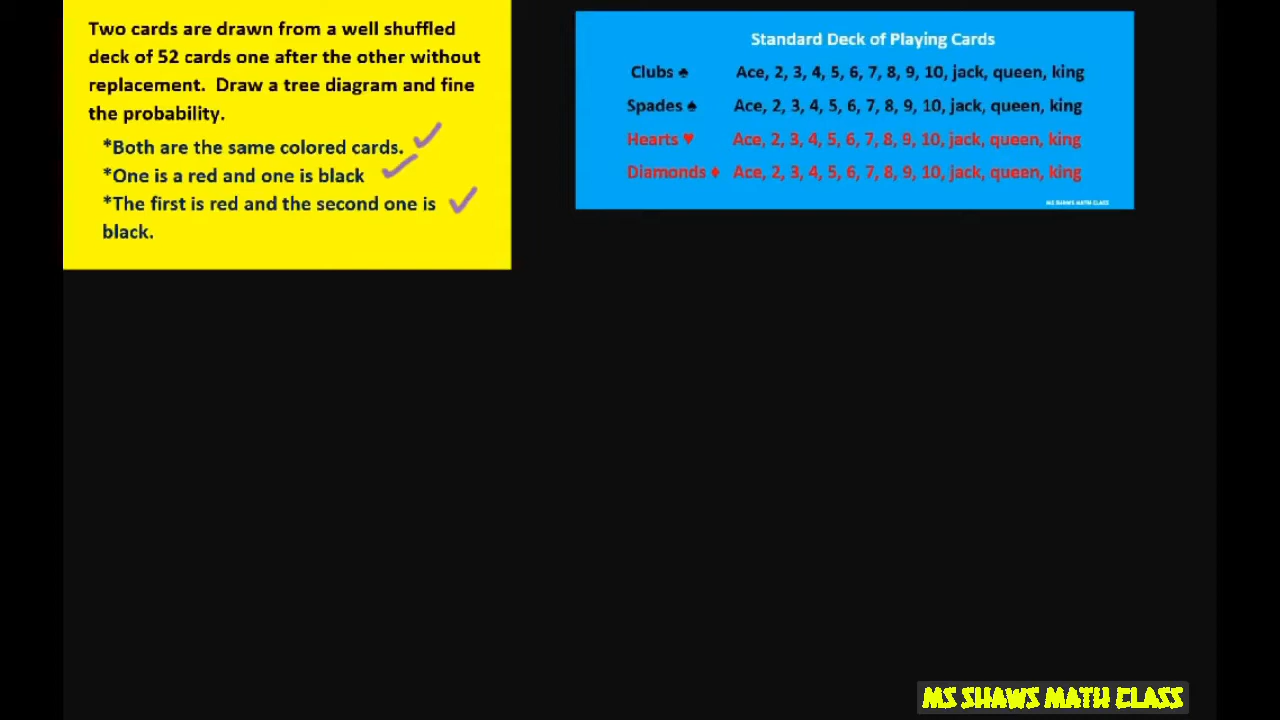 Two cards are drawn from a well shuffled
deck of 52 cards one after the other without
replacement. Draw a tree diagram and fine
the probability.
*Both are the same colored cards.
*One is a red and one is black
*The first is red and the second one is
black.
Standard Deck of Playing Cards
Clubs ♠ Ace, 2, 3, 4, 5, 6, 7, 8, 9, 10, jack, queen, king
Spades ♠ Ace, 2, 3, 4, 5, 6, 7, 8, 9, 10, jack, queen, king
Hearts ♥ Ace, 2, 3, 4, 5, 6, 7, 8, 9, 10, jack, queen, king
Diamonds ♦ Ace, 2, 3, 4, 5, 6, 7, 8, 9, 10, jack, queen, king
MS SHAWS MATH CLASS
MS SHAWS MATH CLASS